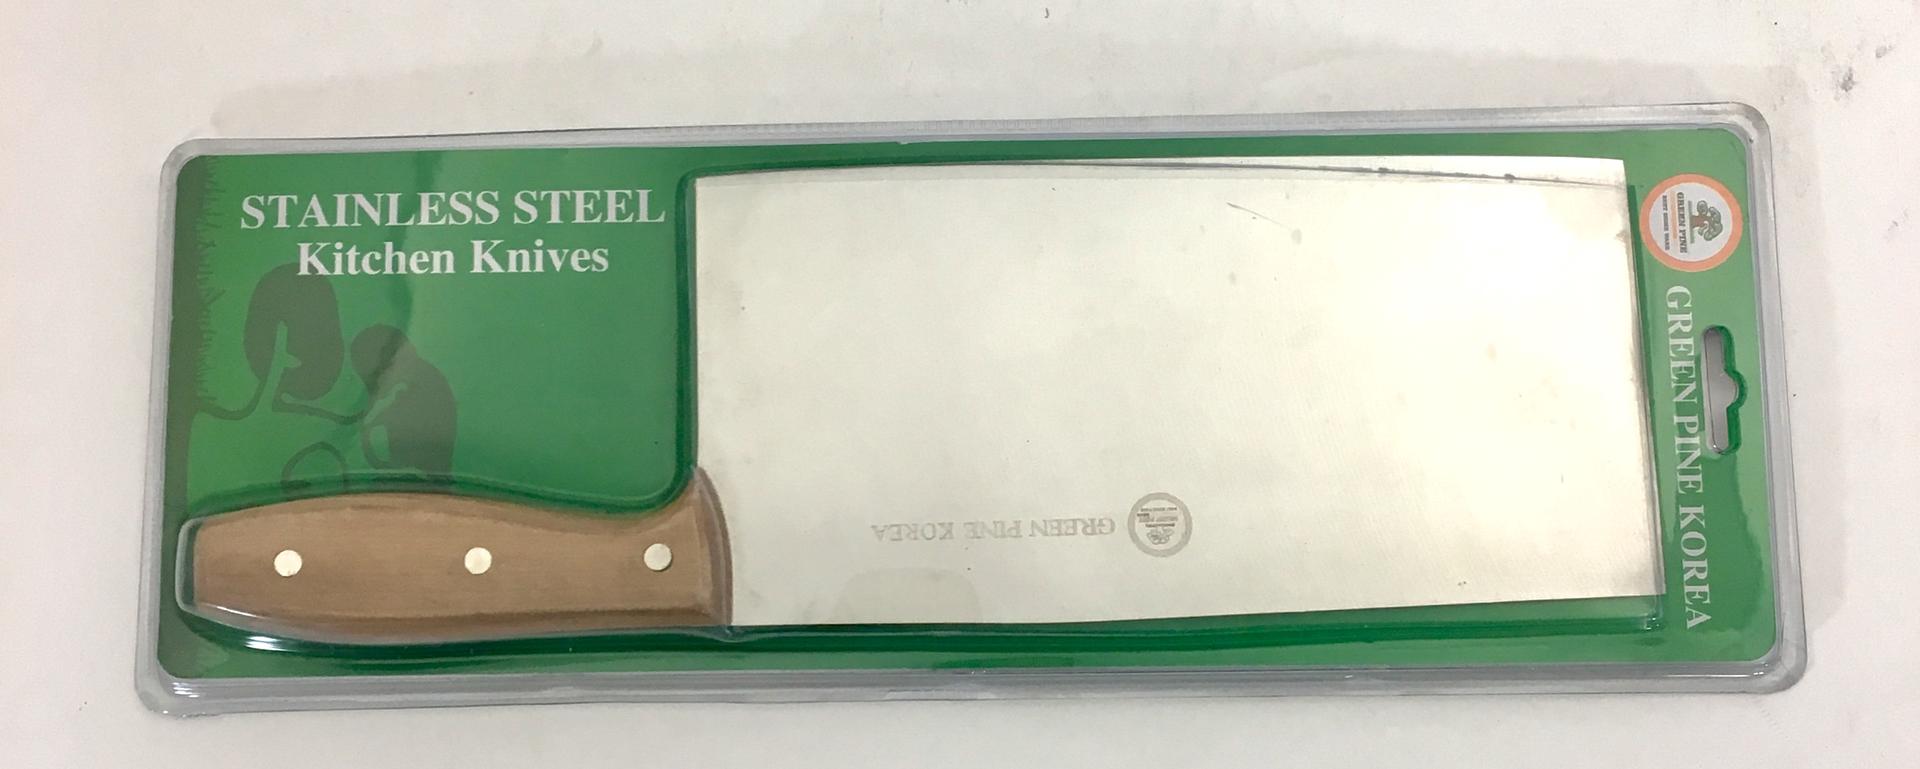 STAINLESS STEEL
Kitchen Knives
GREEN PINE
GREEN PINE KOREA
GREEN PINE KOREA